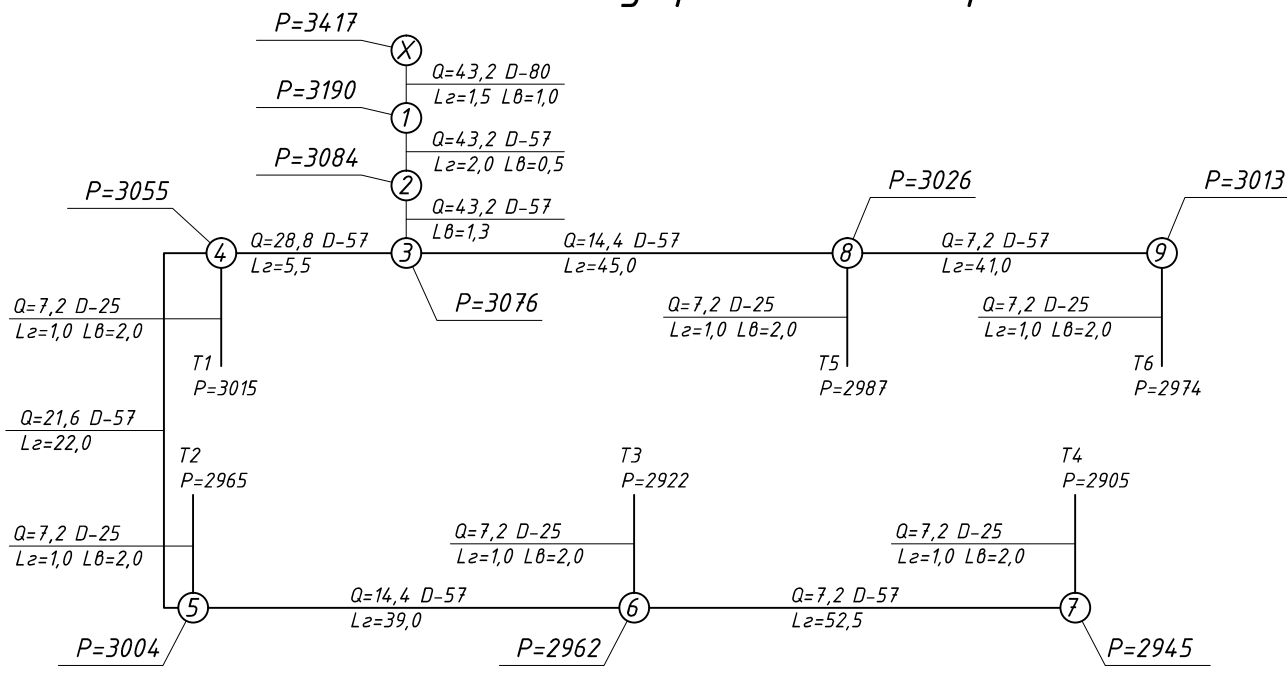 P=3417
X
Q=43,2 D-80
Lг=1,5 Lв=1,0
P=3190
1
Q=43,2 D-57
Lг=2,0 Lв=0,5
P=3084
2
Q=43,2 D-57
Lв=1,3
P=3055
P=3026
P=3013
4
Q=28,8 D-57
Lг=5,5
3
Q=14,4 D-57
Lг=45,0
8
Q=7,2 D-57
Lг=41,0
9
P=3076
Q=7,2 D-25
Lг=1,0 Lв=2,0
Q=7,2 D-25
Lг=1,0 Lв=2,0
Q=7,2 D-25
Lг=1,0 Lв=2,0
T1
P=3015
T5
P=2987
T6
P=2974
Q=21,6 D-57
Lг=22,0
T2
P=2965
T3
P=2922
T4
P=2905
Q=7,2 D-25
Lг=1,0 Lв=2,0
Q=7,2 D-25
Lг=1,0 Lв=2,0
Q=7,2 D-25
Lг=1,0 Lв=2,0
5
Q=14,4 D-57
Lг=39,0
6
Q=7,2 D-57
Lг=52,5
7
P=3004
P=2962
P=2945